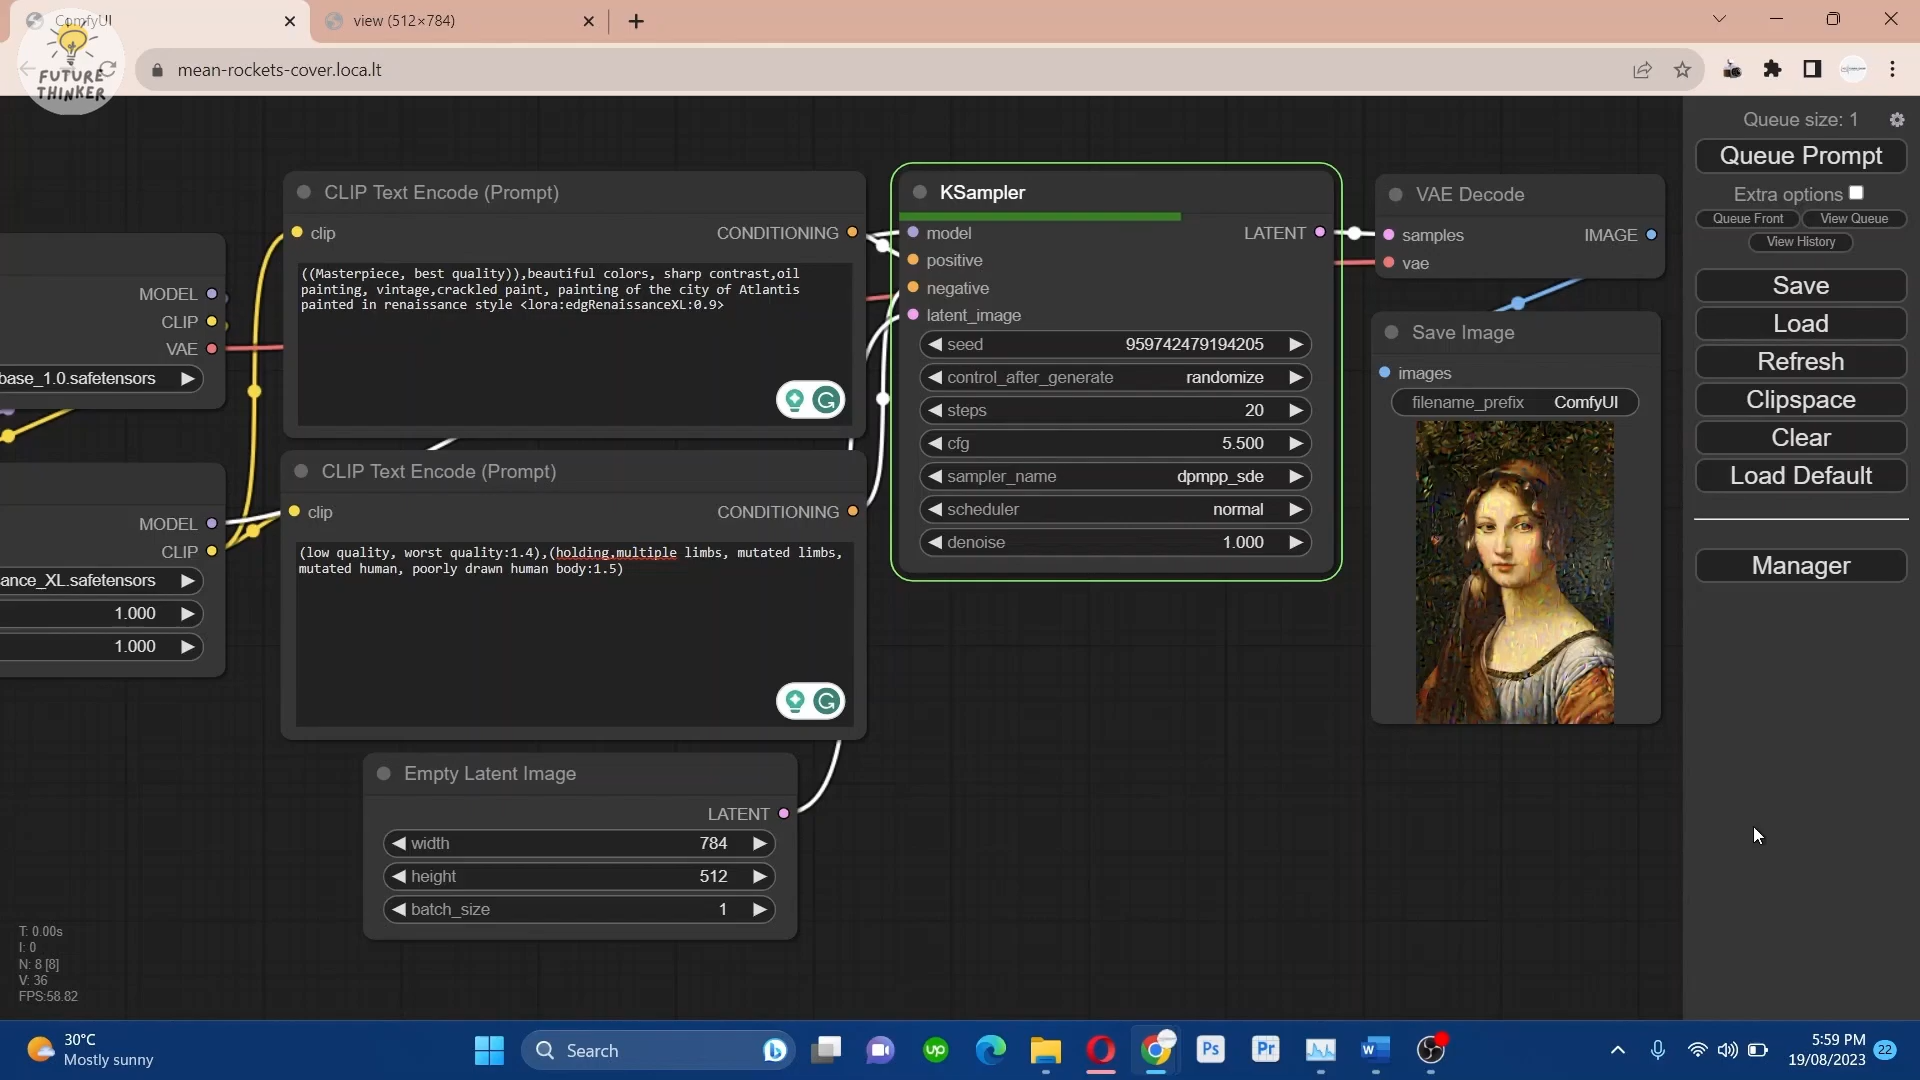 ComfyUI
view (512×784)
FUTURE
THINKER
mean-rockets-cover.loca.lt
Queue size: 1
Queue Prompt
Extra options
Queue Front
View Queue
View History
Save
Load
Refresh
Clipspace
Clear
Load Default
Manager
MODEL
CLIP
VAE
base_1.0.safetensors
MODEL
CLIP
ance_XL.safetensors
1.000
1.000
CLIP Text Encode (Prompt)
clip
CONDITIONING
((Masterpiece, best quality)),beautiful colors, sharp contrast,oil
painting, vintage,crackled paint, painting of the city of Atlantis
painted in renaissance style <lora:edgRenaissanceXL:0.9>
CLIP Text Encode (Prompt)
clip
CONDITIONING
(low quality, worst quality:1.4),(holding,multiple limbs, mutated limbs,
mutated human, poorly drawn human body:1.5)
Empty Latent Image
LATENT
width 784
height 512
batch_size 1
KSampler
model
LATENT
positive
negative
latent_image
seed 959742479194205
control_after_generate randomize
steps 20
cfg 5.500
sampler_name dpmpp_sde
scheduler normal
denoise 1.000
VAE Decode
samples
IMAGE
vae
Save Image
images
filename_prefix ComfyUI
T: 0.00s
I: 0
N: 8 [8]
V: 36
FPS:58.82
30°C
Mostly sunny
Search
up
Ps
Pr
W
5:59 PM
19/08/2023
22